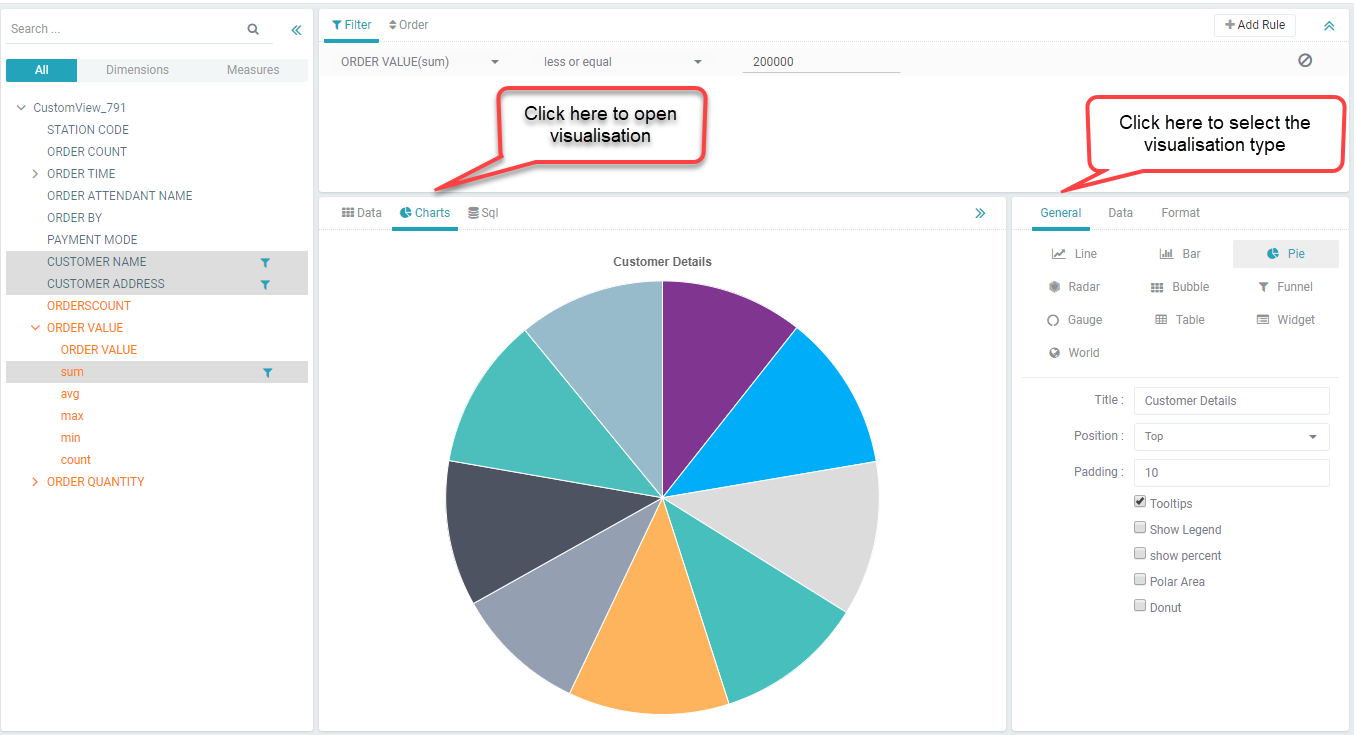 Search ...
All
Dimensions
Measures
CustomView_791
STATION CODE
ORDER COUNT
ORDER TIME
ORDER ATTENDANT NAME
ORDER BY
PAYMENT MODE
CUSTOMER NAME
CUSTOMER ADDRESS
ORDERSCOUNT
ORDER VALUE
ORDER VALUE
sum
avg
max
min
count
ORDER QUANTITY
Filter
Order
Add Rule
ORDER VALUE(sum)
less or equal
200000
Click here to open
visualisation
Click here to select the
visualisation type
Data
Charts
Sql
Customer Details
General
Data
Format
Line
Bar
Pie
Radar
Bubble
Funnel
Gauge
Table
Widget
World
Title :
Customer Details
Position :
Top
Padding :
10
Tooltips
Show Legend
show percent
Polar Area
Donut